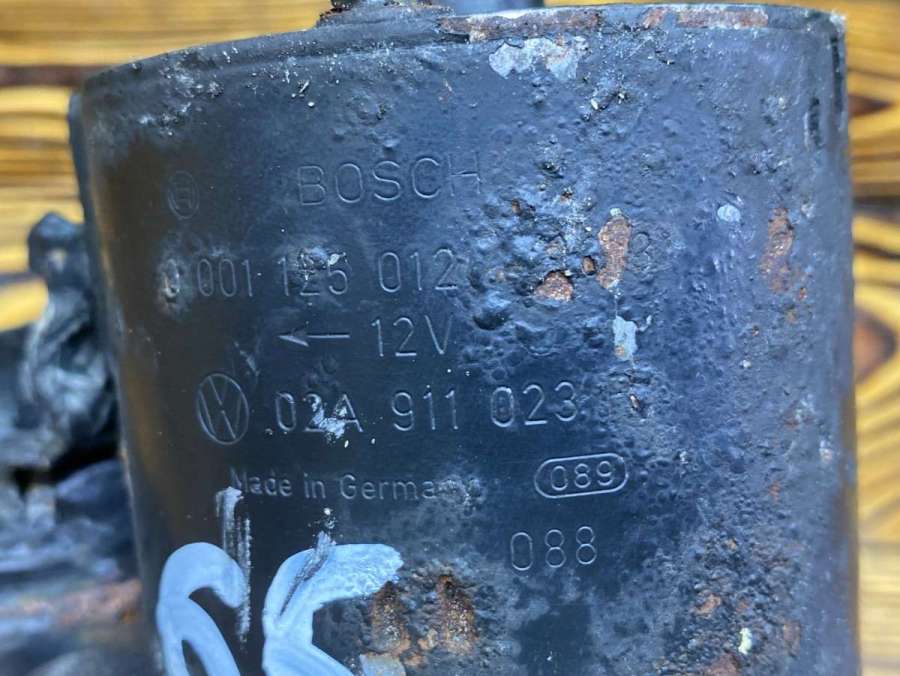 BOSCH
0 001 125 012
12V
02A 911 023
Made in Germany
089
088